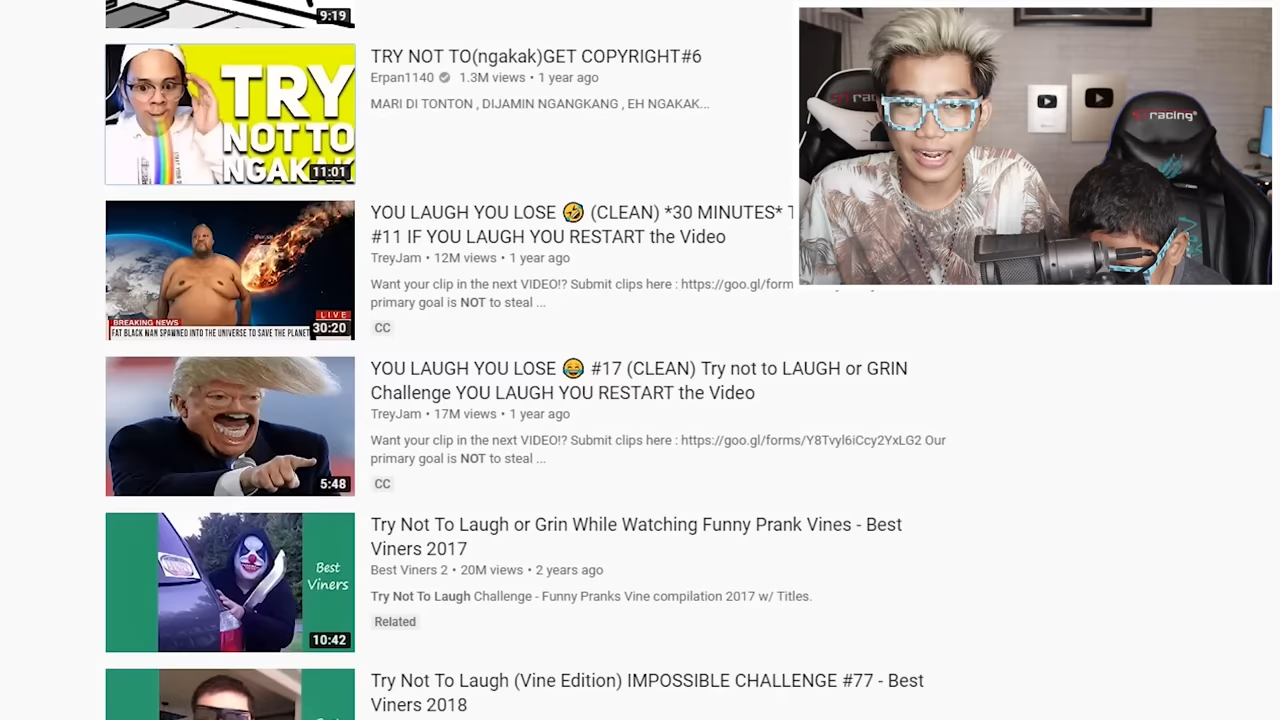 9:19
TRY
NOT TO
NGAKAK
11:01
TRY NOT TO(ngakak)GET COPYRIGHT#6
Erpan1140 1.3M views • 1 year ago
MARI DI TONTON , DIJAMIN NGANGKANG , EH NGAKAK...
racing
LIVE
BREAKING NEWS
30:20
FAT BLACK MAN SPAWNED INTO THE UNIVERSE TO SAVE THE PLANET
YOU LAUGH YOU LOSE 🤣 (CLEAN) *30 MINUTES*
#11 IF YOU LAUGH YOU RESTART the Video
TreyJam • 12M views • 1 year ago
Want your clip in the next VIDEO!? Submit clips here : https://goo.gl/form
primary goal is NOT to steal ...
CC
5:48
YOU LAUGH YOU LOSE 😂 #17 (CLEAN) Try not to LAUGH or GRIN
Challenge YOU LAUGH YOU RESTART the Video
TreyJam • 17M views • 1 year ago
Want your clip in the next VIDEO!? Submit clips here : https://goo.gl/forms/Y8Tvyl6iCcy2YxLG2 Our
primary goal is NOT to steal ...
CC
Best
Viners
10:42
Try Not To Laugh or Grin While Watching Funny Prank Vines - Best
Viners 2017
Best Viners 2 • 20M views • 2 years ago
Try Not To Laugh Challenge - Funny Pranks Vine compilation 2017 w/ Titles.
Related
Try Not To Laugh (Vine Edition) IMPOSSIBLE CHALLENGE #77 - Best
Viners 2018